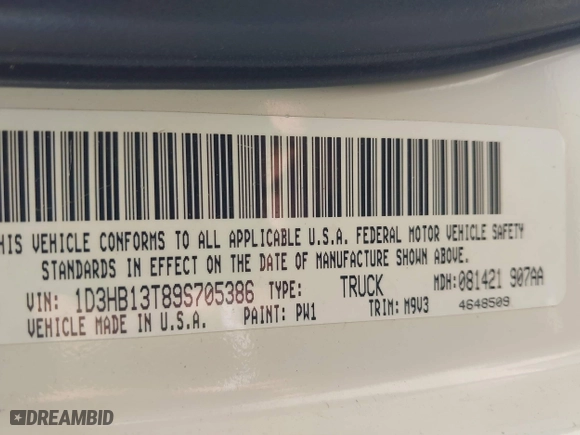 THIS VEHICLE CONFORMS TO ALL APPLICABLE U.S.A. FEDERAL MOTOR VEHICLE SAFETY
STANDARDS IN EFFECT ON THE DATE OF MANUFACTURE SHOWN ABOVE.
VIN: 1D3HB13T89S705386 TYPE: TRUCK MDH: 081421 907AA
VEHICLE MADE IN U.S.A. PAINT: PW1 TRIM: M9V3 4648509
DREAMBID